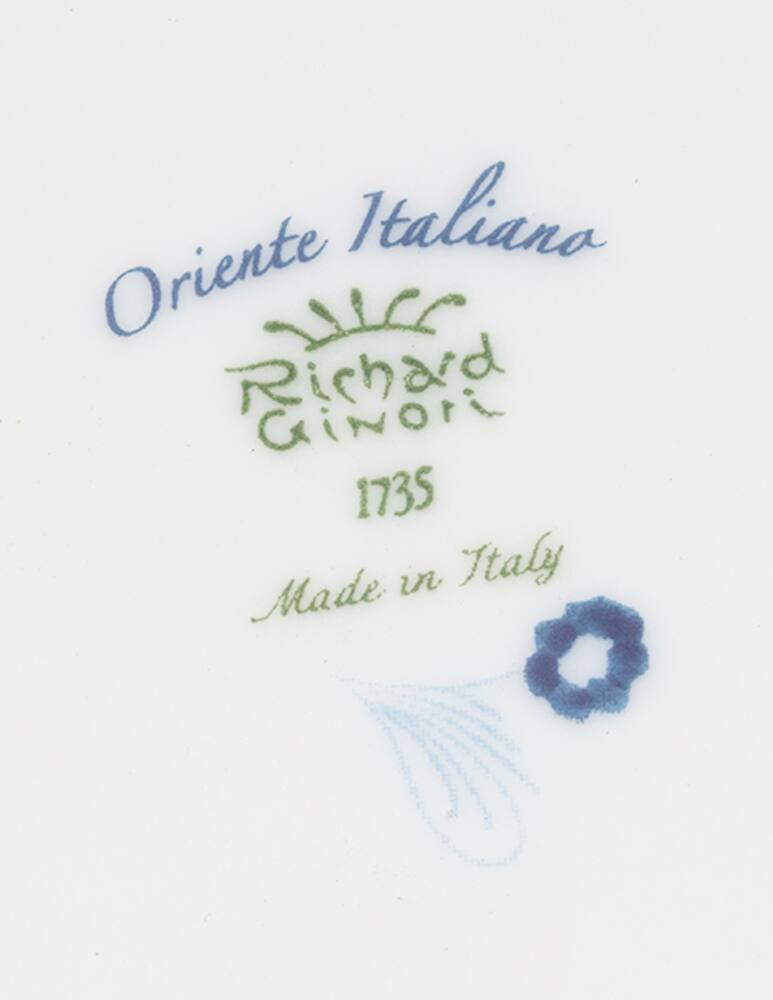 Oriente Italiano
Richard
Ginori
1735
Made in Italy